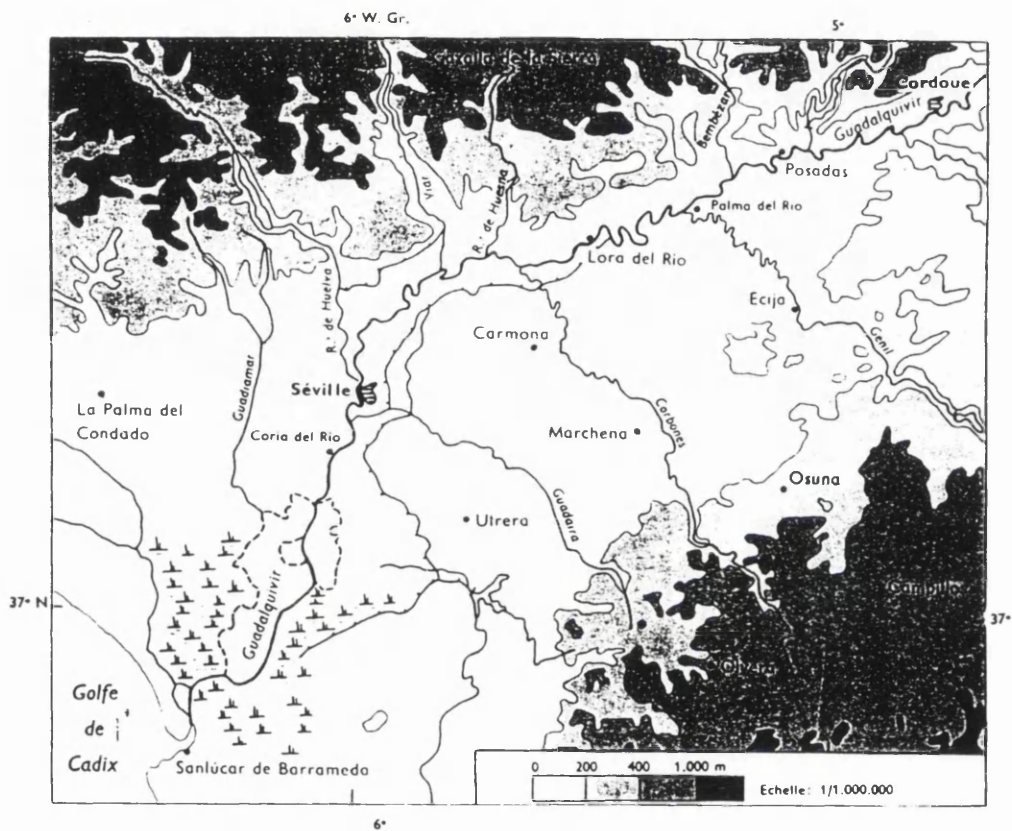 6° W. Gr.
5°
Cazalla de la Sierra
Cordoue
Guadalquivir
Bembézar
Posadas
Viar
R.ª de Huesna
Palma del Rio
Lora del Rio
R.ª de Huelva
Ecija
Genil
Carmona
Guadiamar
Séville
La Palma del
Condado
Coria del Rio
Marchena
Corbones
Osuna
Utrera
Guadaira
Campillo
37° N
37°
Guadalquivir
Olvera
Golfe
de
Cadix
Sanlúcar de Barrameda
0 200 400 1,000 m
Echelle: 1/1.000.000
6°